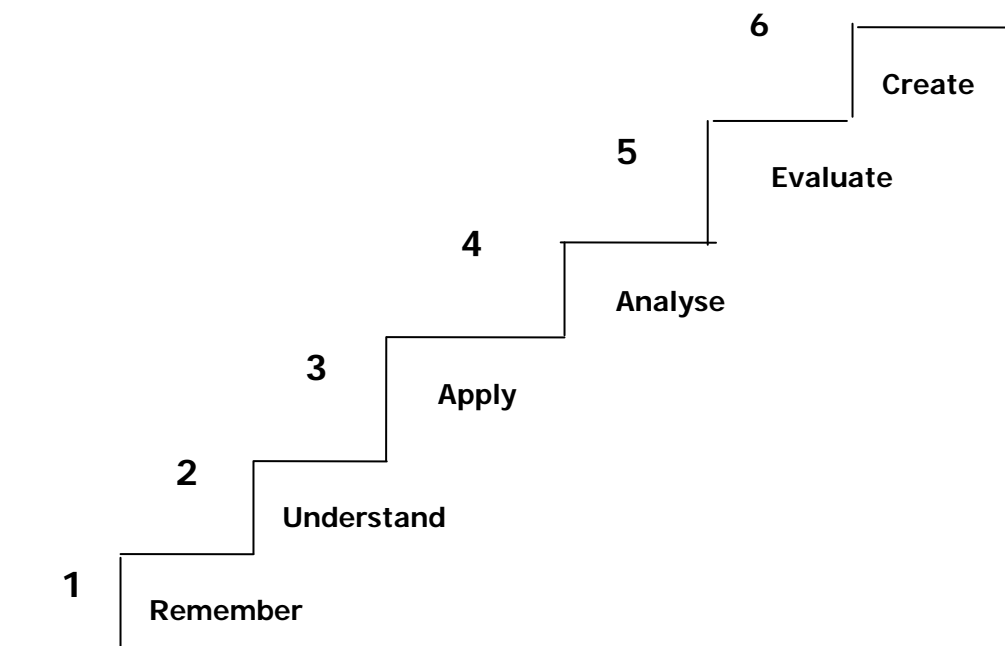 6
Create
5
Evaluate
4
Analyse
3
Apply
2
Understand
1
Remember